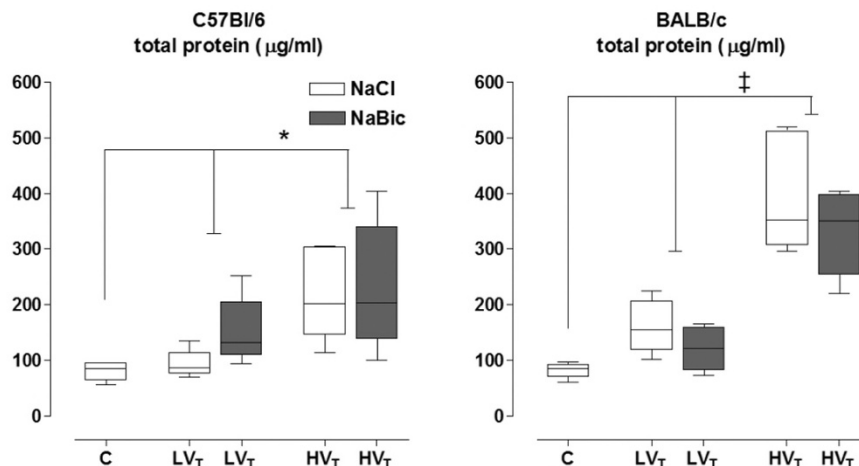 C57Bl/6
total protein ( μg/ml)
600
500
400
300
200
100
0
NaCl
NaBic
*
C
LVT
LVT
HVT
HVT
BALB/c
total protein ( μg/ml)
600
500
400
300
200
100
0
‡
C
LVT
LVT
HVT
HVT